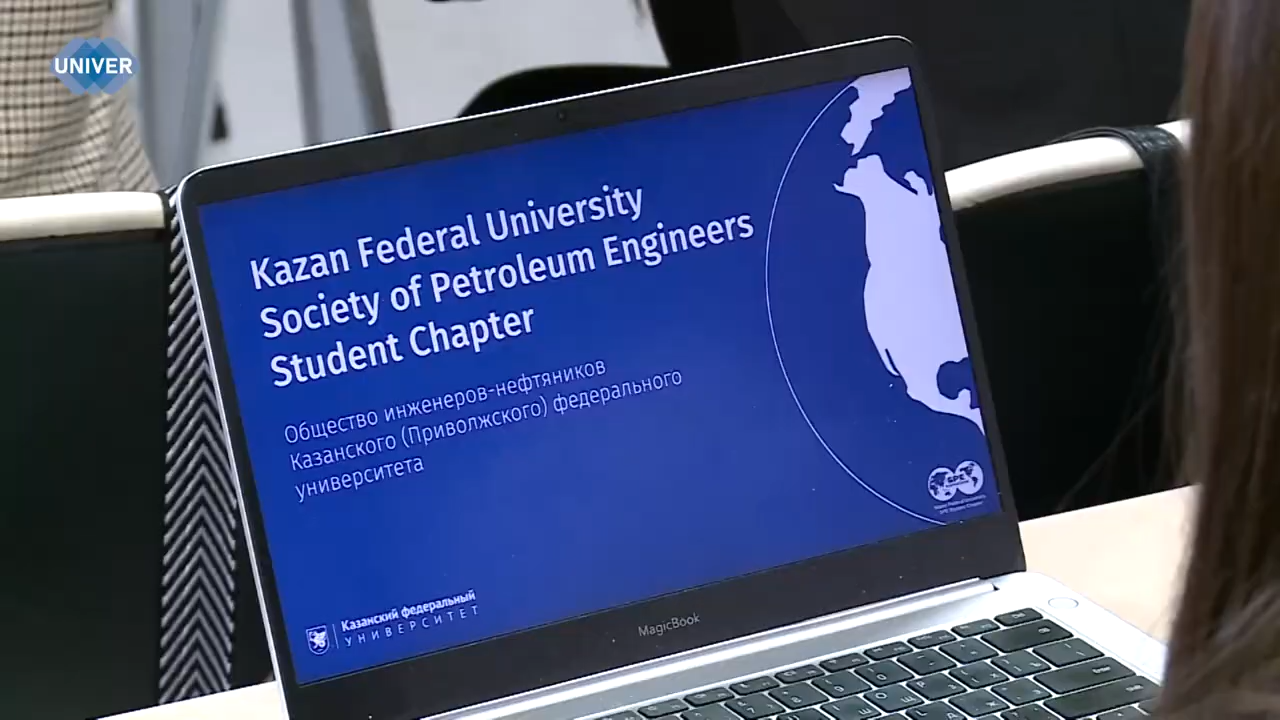 UNIVER
Kazan Federal University
Society of Petroleum Engineers
Student Chapter
Общество инженеров-нефтяников
Казанского (Приволжского) федерального
университета
SPE
Казанский федеральный
УНИВЕРСИТЕТ
MagicBook